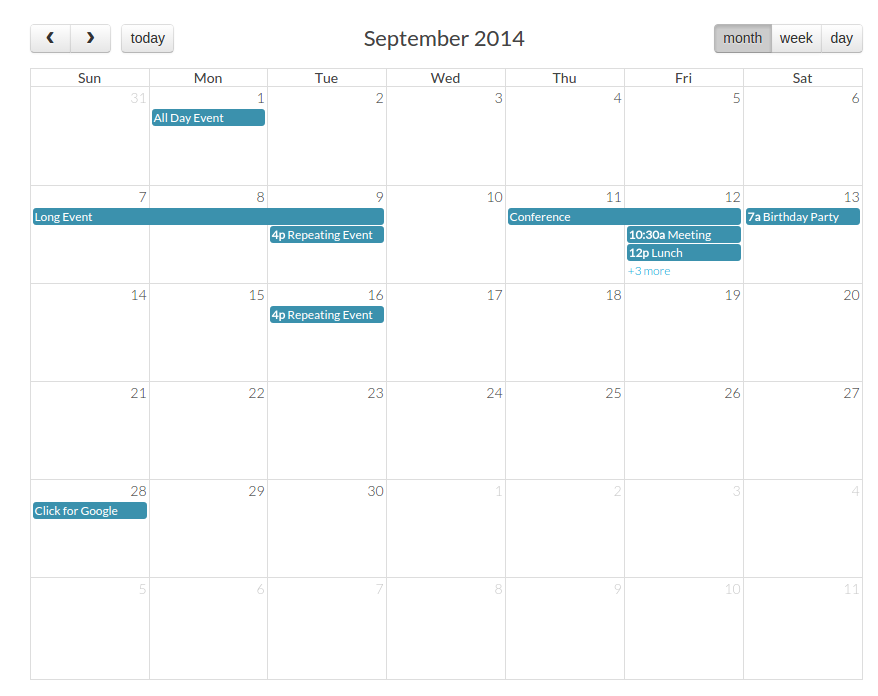 ❮ ❯ today September 2014 month week day
Sun Mon Tue Wed Thu Fri Sat
31 1 2 3 4 5 6
All Day Event
7 8 9 10 11 12 13
Long Event Conference 7a Birthday Party
4p Repeating Event 10:30a Meeting
12p Lunch
+3 more
14 15 16 17 18 19 20
4p Repeating Event
21 22 23 24 25 26 27
28 29 30 1 2 3 4
Click for Google
5 6 7 8 9 10 11